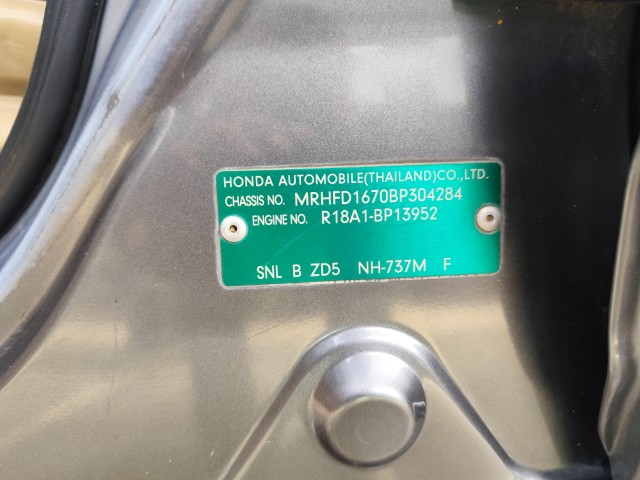 HONDA AUTOMOBILE(THAILAND)CO.,LTD.
CHASSIS NO. MRHFD1670BP304284
ENGINE NO. R18A1-BP13952
SNL B ZD5 NH-737M F